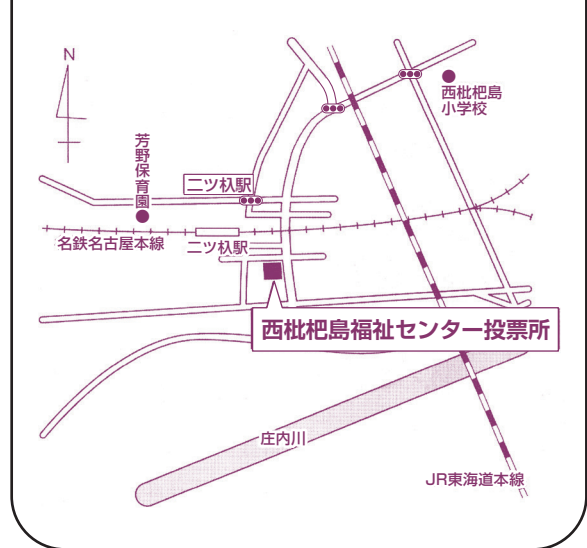 N
西枇杷島
小学校
芳野保育園
二ツ杁駅
名鉄名古屋本線
二ツ杁駅
西枇杷島福祉センター投票所
庄内川
JR東海道本線